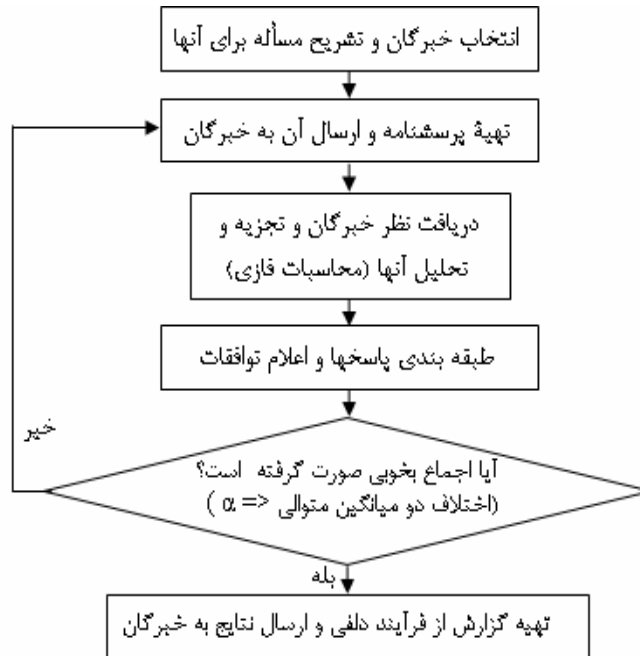 انتخاب خبرگان و تشریح مسأله برای آنها
تهیۀ پرسشنامه و ارسال آن به خبرگان
دریافت نظر خبرگان و تجزیه و
تحلیل آنها (محاسبات فازی)
طبقه بندی پاسخها و اعلام توافقات
خیر
آیا اجماع بخوبی صورت گرفته است؟
(اختلاف دو میانگین متوالی <= α )
بله
تهیه گزارش از فرآیند دلفی و ارسال نتایج به خبرگان